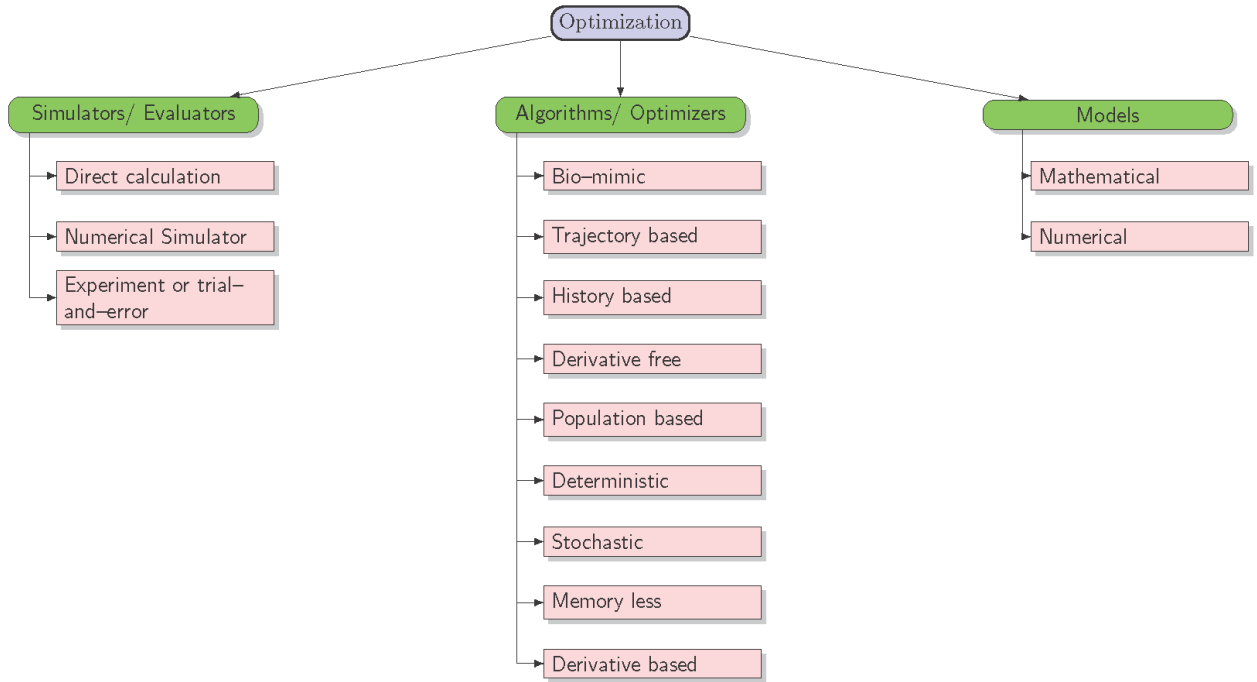 Optimization
Simulators/ Evaluators
Direct calculation
Numerical Simulator
Experiment or trial–
and–error
Algorithms/ Optimizers
Bio–mimic
Trajectory based
History based
Derivative free
Population based
Deterministic
Stochastic
Memory less
Derivative based
Models
Mathematical
Numerical